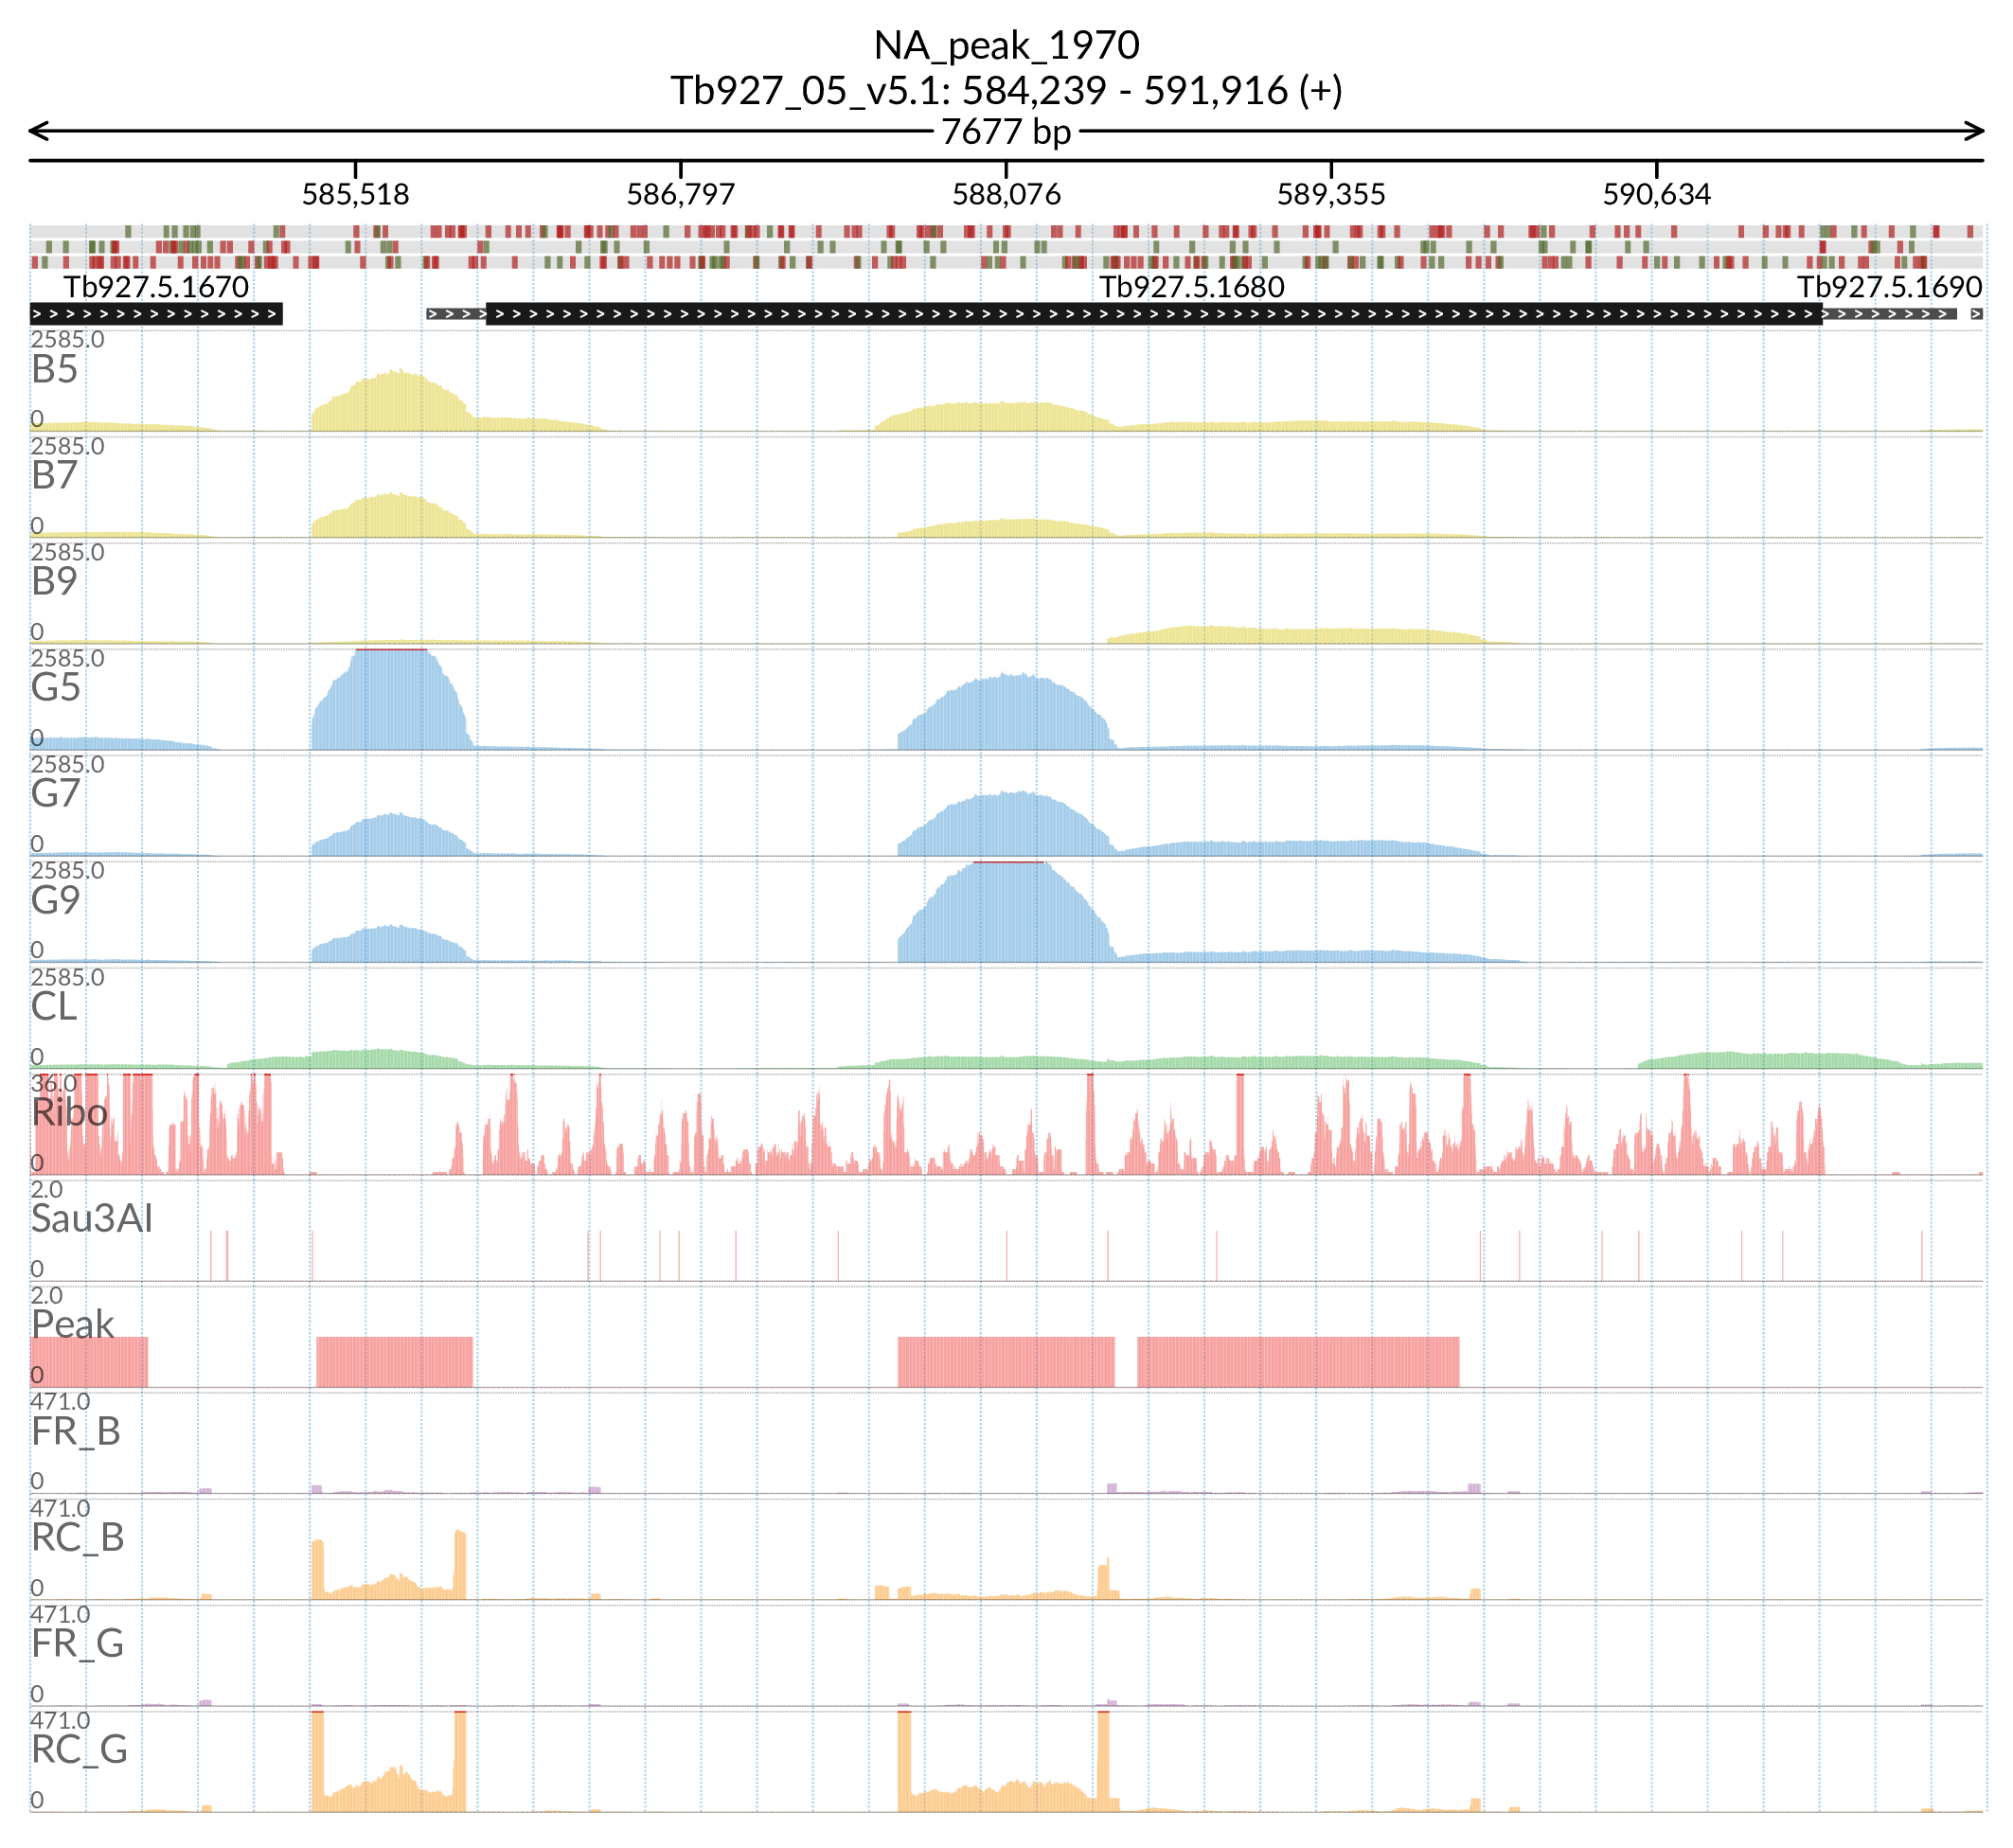 NA_peak_1970
Tb927_05_v5.1: 584,239 - 591,916 (+)
7677 bp
585,518 586,797 588,076 589,355 590,634
Tb927.5.1670 Tb927.5.1680 Tb927.5.1690
2585.0
B5
0
2585.0
B7
0
2585.0
B9
0
2585.0
G5
0
2585.0
G7
0
2585.0
G9
0
2585.0
CL
0
36.0
Ribo
0
2.0
Sau3AI
0
2.0
Peak
0
471.0
FR_B
0
471.0
RC_B
0
471.0
FR_G
0
471.0
RC_G
0